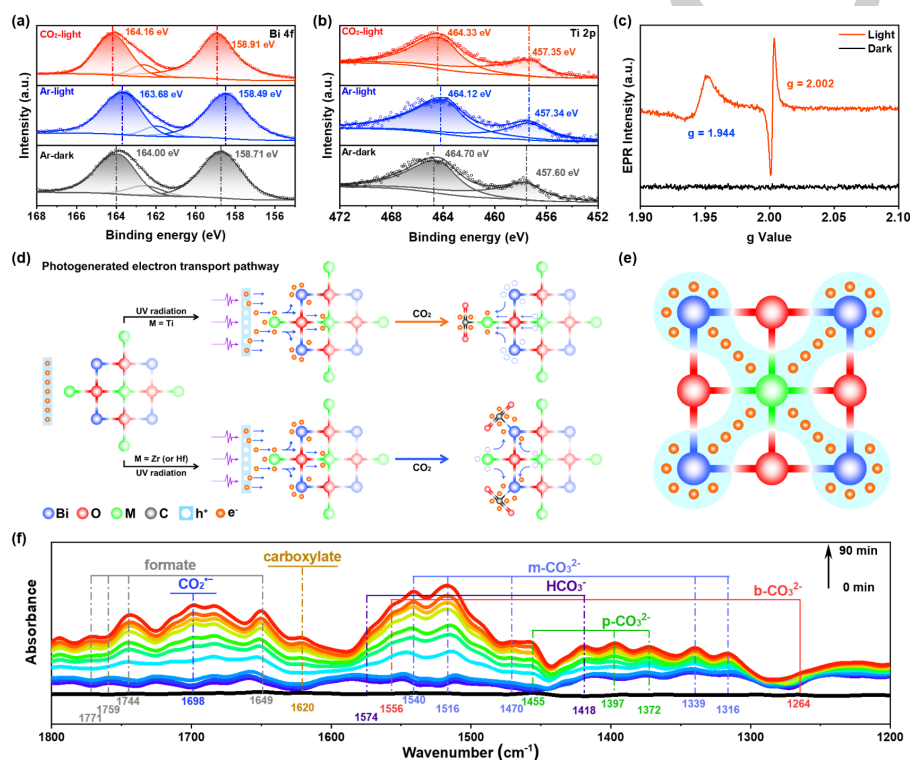 (a)
CO₂-light
164.16 eV
Bi 4f
158.91 eV
Ar-light
163.68 eV
158.49 eV
Ar-dark
164.00 eV
158.71 eV
Intensity (a.u.)
168 166 164 162 160 158 156
Binding energy (eV)
(b)
CO₂-light
464.33 eV
Ti 2p
457.35 eV
Ar-light
464.12 eV
457.34 eV
Ar-dark
464.70 eV
457.60 eV
Intensity (a.u.)
472 468 464 460 456 452
Binding energy (eV)
(c)
Light
Dark
g = 2.002
g = 1.944
EPR Intensity (a.u.)
1.90 1.95 2.00 2.05 2.10
g Value
(d)
Photogenerated electron transport pathway
UV radiation
M = Ti
CO₂
M = Zr (or Hf)
UV radiation
CO₂
Bi O M C h⁺ e⁻
(e)
(f)
formate
CO₂•⁻
carboxylate
m-CO₃²⁻
HCO₃⁻
b-CO₃²⁻
p-CO₃²⁻
90 min
0 min
Absorbance
1771
1759
1744
1698
1649
1620
1574
1556
1540
1516
1470
1455
1418
1397
1372
1339
1316
1264
1800 1700 1600 1500 1400 1300 1200
Wavenumber (cm⁻¹)